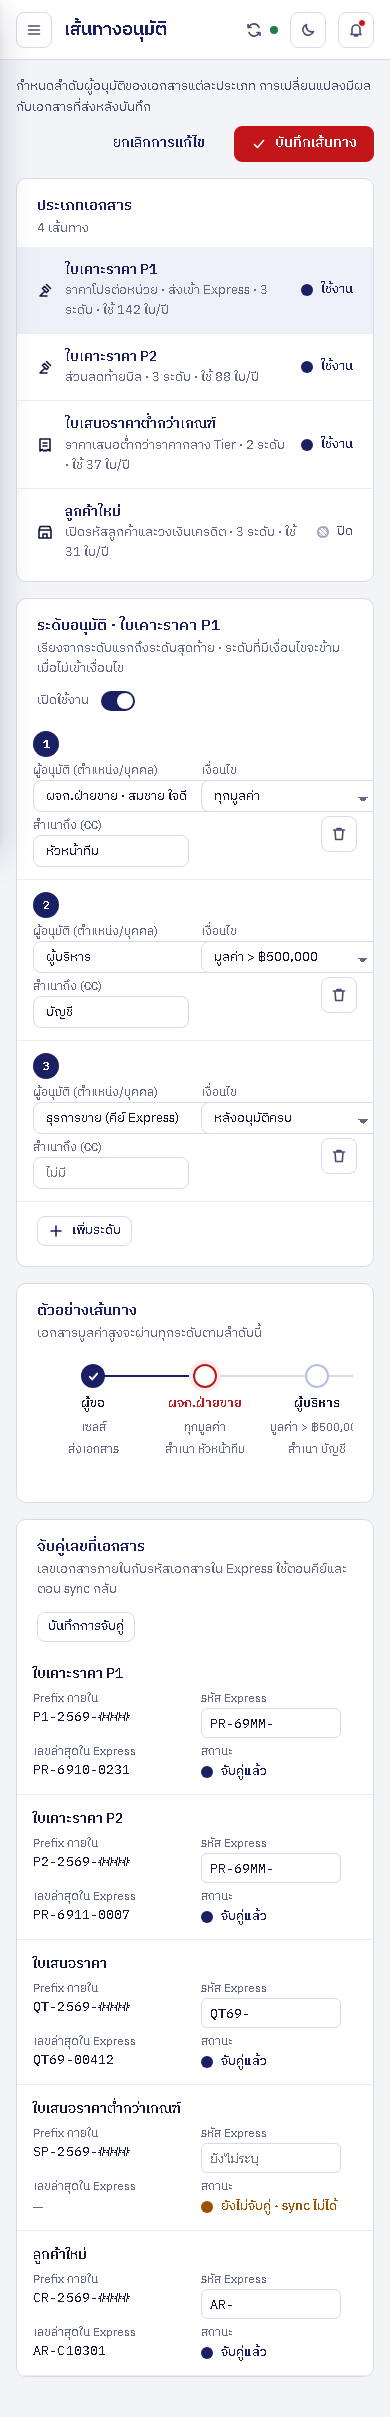 เส้นทางอนุมัติ
กำหนดลำดับผู้อนุมัติของเอกสารแต่ละประเภท การเปลี่ยนแปลงมีผล
กับเอกสารที่ส่งหลังบันทึก
ยกเลิกการแก้ไข
บันทึกเส้นทาง
ประเภทเอกสาร
4 เส้นทาง
ใบเคาะราคา P1
ราคาโปรต่อหน่วย · ส่งเข้า Express · 3
ระดับ · ใช้ 142 ใบ/ปี
ใช้งาน
ใบเคาะราคา P2
ส่วนลดท้ายบิล · 3 ระดับ · ใช้ 88 ใบ/ปี
ใช้งาน
ใบเสนอราคาต่ำกว่าเกณฑ์
ราคาเสนอต่ำกว่าราคากลาง Tier · 2 ระดับ
· ใช้ 37 ใบ/ปี
ใช้งาน
ลูกค้าใหม่
เปิดรหัสลูกค้าและวงเงินเครดิต · 3 ระดับ · ใช้
31 ใบ/ปี
ปิด
ระดับอนุมัติ · ใบเคาะราคา P1
เรียงจากระดับแรกถึงระดับสุดท้าย · ระดับที่มีเงื่อนไขจะข้าม
เมื่อไม่เข้าเงื่อนไข
เปิดใช้งาน
1
ผู้อนุมัติ (ตำแหน่ง/บุคคล)
เงื่อนไข
ผจก.ฝ่ายขาย · สมชาย ใจดี
ทุกมูลค่า
สำเนาถึง (CC)
หัวหน้าทีม
2
ผู้อนุมัติ (ตำแหน่ง/บุคคล)
เงื่อนไข
ผู้บริหาร
มูลค่า > ฿500,000
สำเนาถึง (CC)
บัญชี
3
ผู้อนุมัติ (ตำแหน่ง/บุคคล)
เงื่อนไข
ธุรการขาย (คีย์ Express)
หลังอนุมัติครบ
สำเนาถึง (CC)
ไม่มี
เพิ่มระดับ
ตัวอย่างเส้นทาง
เอกสารมูลค่าสูงจะผ่านทุกระดับตามลำดับนี้
ผู้ขอ
ผจก.ฝ่ายขาย
ผู้บริหาร
เซลส์
ทุกมูลค่า
มูลค่า > ฿500,00
ส่งเอกสาร
สำเนา หัวหน้าทีม
สำเนา บัญชี
จับคู่เลขที่เอกสาร
เลขเอกสารภายในกับรหัสเอกสารใน Express ใช้ตอนคีย์และ
ตอน sync กลับ
บันทึกการจับคู่
ใบเคาะราคา P1
Prefix ภายใน
รหัส Express
P1-2569-####
PR-69MM-
เลขล่าสุดใน Express
สถานะ
PR-6910-0231
จับคู่แล้ว
ใบเคาะราคา P2
Prefix ภายใน
รหัส Express
P2-2569-####
PR-69MM-
เลขล่าสุดใน Express
สถานะ
PR-6911-0007
จับคู่แล้ว
ใบเสนอราคา
Prefix ภายใน
รหัส Express
QT-2569-####
QT69-
เลขล่าสุดใน Express
สถานะ
QT69-00412
จับคู่แล้ว
ใบเสนอราคาต่ำกว่าเกณฑ์
Prefix ภายใน
รหัส Express
SP-2569-####
ยังไม่ระบุ
เลขล่าสุดใน Express
สถานะ
—
ยังไม่จับคู่ · sync ไม่ได้
ลูกค้าใหม่
Prefix ภายใน
รหัส Express
CR-2569-####
AR-
เลขล่าสุดใน Express
สถานะ
AR-C10301
จับคู่แล้ว